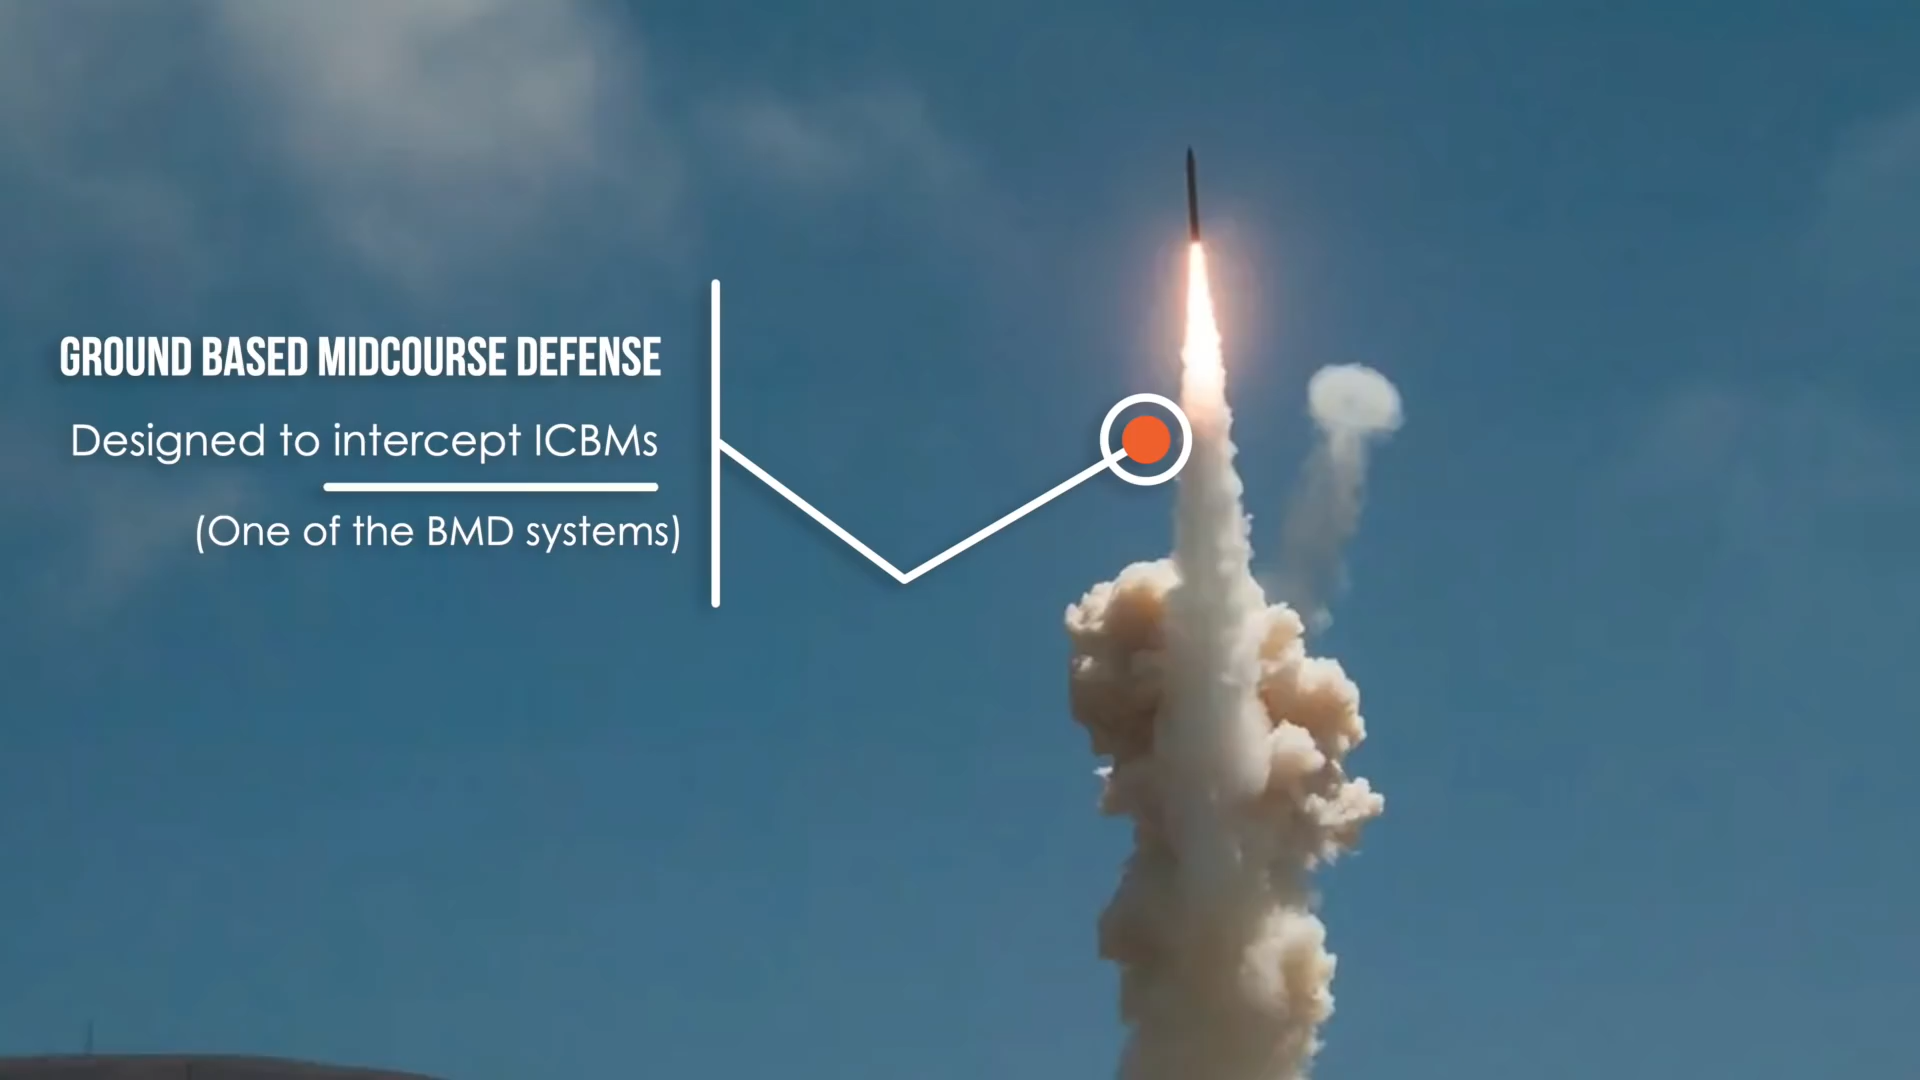 GROUND BASED MIDCOURSE DEFENSE
Designed to intercept ICBMs
(One of the BMD systems)